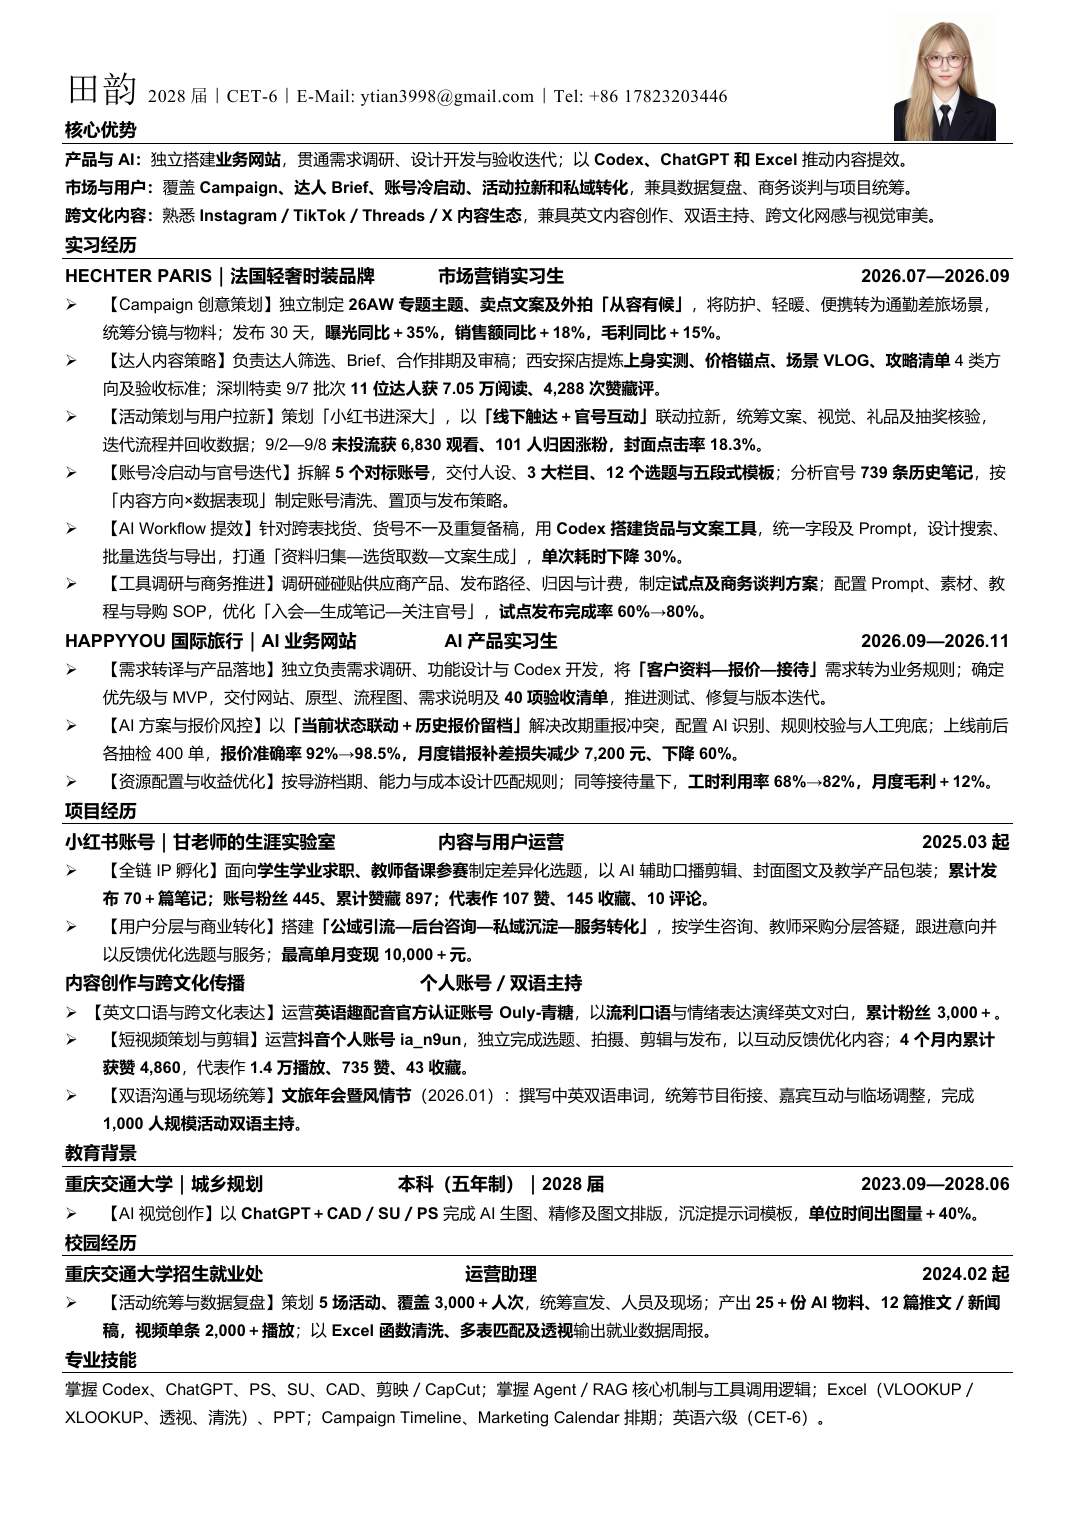 田韵 2028 届｜CET-6｜E-Mail: ytian3998@gmail.com｜Tel: +86 17823203446
核心优势
产品与 AI：独立搭建业务网站，贯通需求调研、设计开发与验收迭代；以 Codex、ChatGPT 和 Excel 推动内容提效。
市场与用户：覆盖 Campaign、达人 Brief、账号冷启动、活动拉新和私域转化，兼具数据复盘、商务谈判与项目统筹。
跨文化内容：熟悉 Instagram / TikTok / Threads / X 内容生态，兼具英文内容创作、双语主持、跨文化网感与视觉审美。
实习经历
HECHTER PARIS｜法国轻奢时装品牌 市场营销实习生 2026.07—2026.09
➢ 【Campaign 创意策划】独立制定 26AW 专题主题、卖点文案及外拍「从容有候」，将防护、轻暖、便携转为通勤差旅场景，
统筹分镜与物料；发布 30 天，曝光同比＋35%，销售额同比＋18%，毛利同比＋15%。
➢ 【达人内容策略】负责达人筛选、Brief、合作排期及审稿；西安探店提炼上身实测、价格锚点、场景 VLOG、攻略清单 4 类方
向及验收标准；深圳特卖 9/7 批次 11 位达人获 7.05 万阅读、4,288 次赞藏评。
➢ 【活动策划与用户拉新】策划「小红书进深大」，以「线下触达＋官号互动」联动拉新，统筹文案、视觉、礼品及抽奖核验，
迭代流程并回收数据；9/2—9/8 未投流获 6,830 观看、101 人归因涨粉，封面点击率 18.3%。
➢ 【账号冷启动与官号迭代】拆解 5 个对标账号，交付人设、3 大栏目、12 个选题与五段式模板；分析官号 739 条历史笔记，按
「内容方向×数据表现」制定账号清洗、置顶与发布策略。
➢ 【AI Workflow 提效】针对跨表找货、货号不一及重复备稿，用 Codex 搭建货品与文案工具，统一字段及 Prompt，设计搜索、
批量选货与导出，打通「资料归集—选货取数—文案生成」，单次耗时下降 30%。
➢ 【工具调研与商务推进】调研碰碰贴供应商产品、发布路径、归因与计费，制定试点及商务谈判方案；配置 Prompt、素材、教
程与导购 SOP，优化「入会—生成笔记—关注官号」，试点发布完成率 60%→80%。
HAPPYYOU 国际旅行｜AI 业务网站 AI 产品实习生 2026.09—2026.11
➢ 【需求转译与产品落地】独立负责需求调研、功能设计与 Codex 开发，将「客户资料—报价—接待」需求转为业务规则；确定
优先级与 MVP，交付网站、原型、流程图、需求说明及 40 项验收清单，推进测试、修复与版本迭代。
➢ 【AI 方案与报价风控】以「当前状态联动＋历史报价留档」解决改期重报冲突，配置 AI 识别、规则校验与人工兜底；上线前后
各抽检 400 单，报价准确率 92%→98.5%，月度错报补差损失减少 7,200 元、下降 60%。
➢ 【资源配置与收益优化】按导游档期、能力与成本设计匹配规则；同等接待量下，工时利用率 68%→82%，月度毛利＋12%。
项目经历
小红书账号｜甘老师的生涯实验室 内容与用户运营 2025.03 起
➢ 【全链 IP 孵化】面向学生学业求职、教师备课参赛制定差异化选题，以 AI 辅助口播剪辑、封面图文及教学产品包装；累计发
布 70＋篇笔记；账号粉丝 445、累计赞藏 897；代表作 107 赞、145 收藏、10 评论。
➢ 【用户分层与商业转化】搭建「公域引流—后台咨询—私域沉淀—服务转化」，按学生咨询、教师采购分层答疑，跟进意向并
以反馈优化选题与服务；最高单月变现 10,000＋元。
内容创作与跨文化传播 个人账号 / 双语主持
➢ 【英文口语与跨文化表达】运营英语趣配音官方认证账号 Ouly-青糖，以流利口语与情绪表达演绎英文对白，累计粉丝 3,000＋。
➢ 【短视频策划与剪辑】运营抖音个人账号 ia_n9un，独立完成选题、拍摄、剪辑与发布，以互动反馈优化内容；4 个月内累计
获赞 4,860，代表作 1.4 万播放、735 赞、43 收藏。
➢ 【双语沟通与现场统筹】文旅年会暨风情节（2026.01）：撰写中英双语串词，统筹节目衔接、嘉宾互动与临场调整，完成
1,000 人规模活动双语主持。
教育背景
重庆交通大学｜城乡规划 本科（五年制）｜2028 届 2023.09—2028.06
➢ 【AI 视觉创作】以 ChatGPT＋CAD / SU / PS 完成 AI 生图、精修及图文排版，沉淀提示词模板，单位时间出图量＋40%。
校园经历
重庆交通大学招生就业处 运营助理 2024.02 起
➢ 【活动统筹与数据复盘】策划 5 场活动、覆盖 3,000＋人次，统筹宣发、人员及现场；产出 25＋份 AI 物料、12 篇推文 / 新闻
稿，视频单条 2,000＋播放；以 Excel 函数清洗、多表匹配及透视输出就业数据周报。
专业技能
掌握 Codex、ChatGPT、PS、SU、CAD、剪映 / CapCut；掌握 Agent / RAG 核心机制与工具调用逻辑；Excel（VLOOKUP /
XLOOKUP、透视、清洗）、PPT；Campaign Timeline、Marketing Calendar 排期；英语六级（CET-6）。